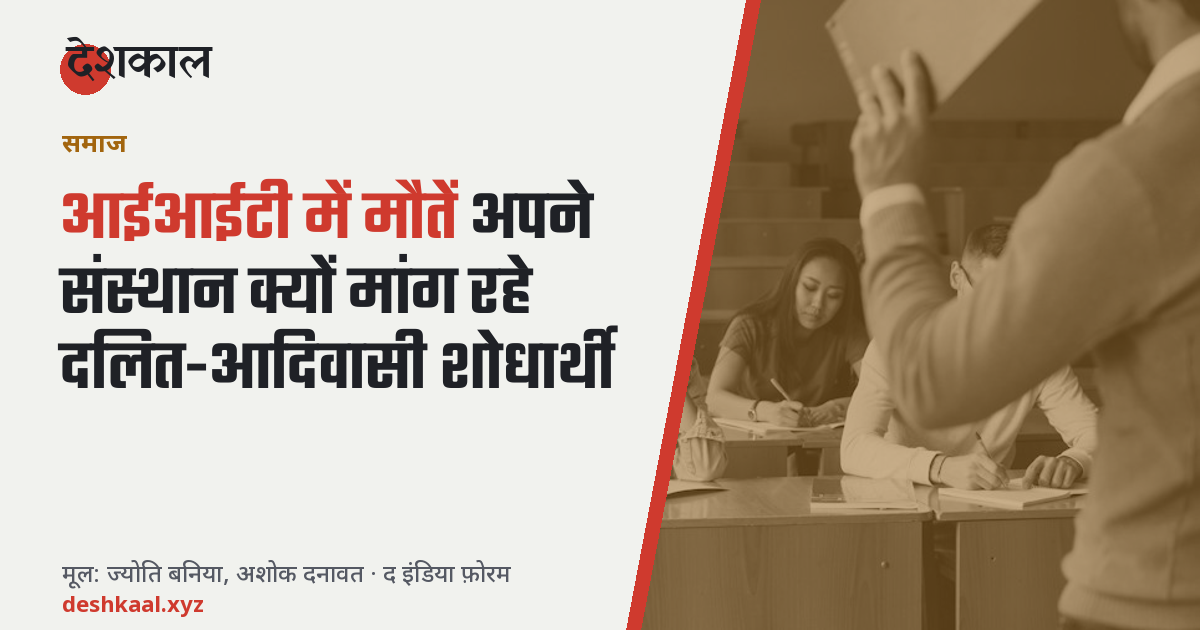 देशकाल
समाज
आईआईटी में मौतें अपने
संस्थान क्यों मांग रहे
दलित-आदिवासी शोधार्थी
मूल: ज्योति बनिया, अशोक दनावत · द इंडिया फ़ोरम
deshkaal.xyz